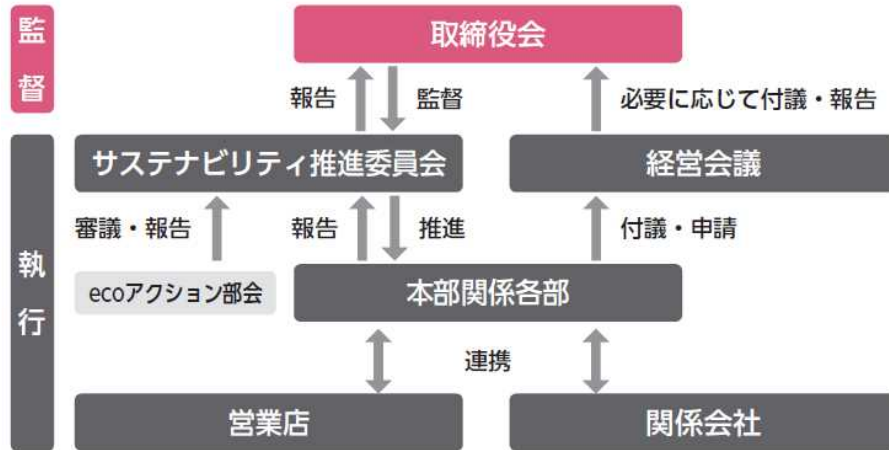 監督
取締役会
報告
監督
必要に応じて付議・報告
執行
サステナビリティ推進委員会
経営会議
審議・報告
報告
推進
付議・申請
ecoアクション部会
本部関係各部
連携
営業店
関係会社